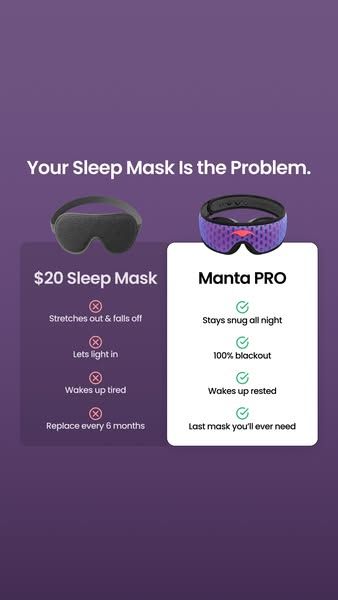 Your Sleep Mask Is the Problem.
$20 Sleep Mask
Stretches out & falls off
Lets light in
Wakes up tired
Replace every 6 months
Manta PRO
Stays snug all night
100% blackout
Wakes up rested
Last mask you'll ever need